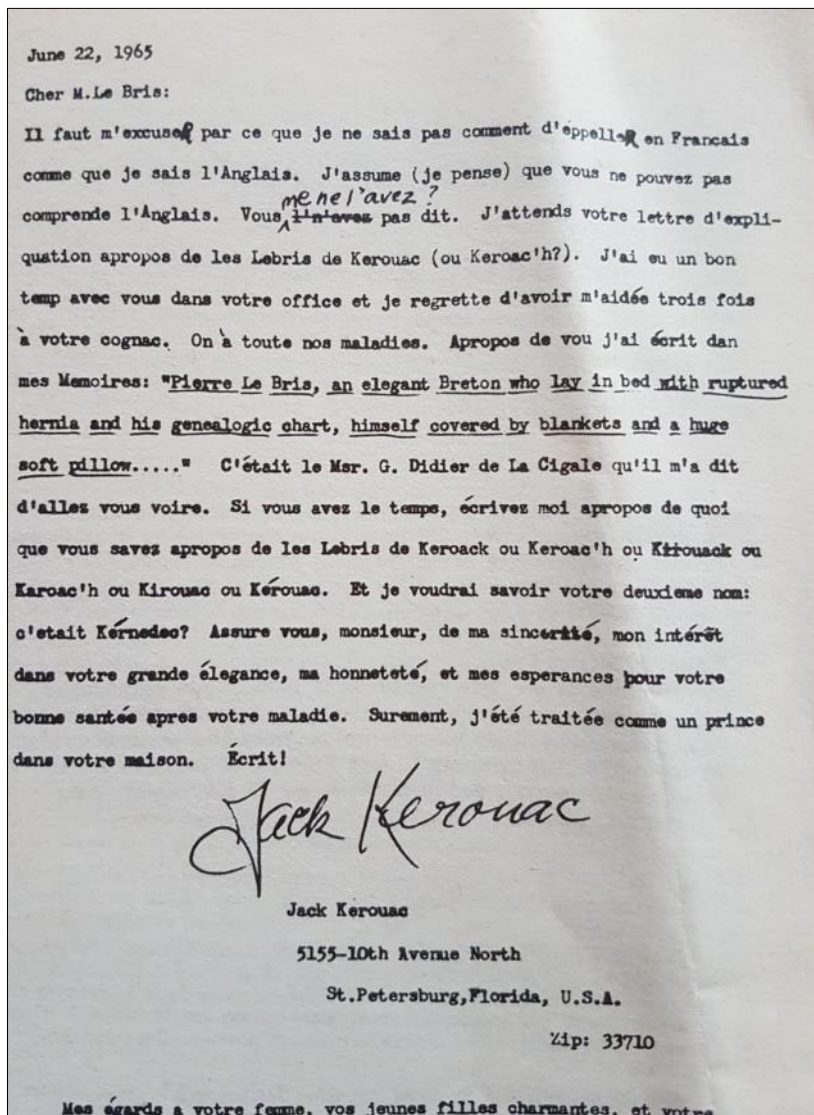 June 22, 1965
Cher M.Le Bris:
Il faut m'excuseR par ce que je ne sais pas comment d'eppelleR en Francais
comme que je sais l'Anglais. J'assume (je pense) que vous ne pouvez pas
me ne l'avez?
comprende l'Anglais. Vous l'n'avez pas dit. J'attends votre lettre d'expli-
quation apropos de les Lebris de Kerouac (ou Keroac'h?). J'ai eu un bon
temp avec vous dans votre office et je regrette d'avoir m'aidée trois fois
à votre cognac. On à toute nos maladies. Apropos de vou j'ai écrit dan
mes Memoires: "Pierre Le Bris, an elegant Breton who lay in bed with ruptured
hernia and his genealogic chart, himself covered by blankets and a huge
soft pillow....." C'était le Msr. G. Didier de La Cigale qu'il m'a dit
d'allez vous voire. Si vous avez le temps, écrivez moi apropos de quoi
que vous savez apropos de les Lebris de Keroack ou Keroac'h ou Kirouack ou
Karoac'h ou Kirouac ou Kérouac. Et je voudrai savoir votre deuxieme nom:
c'etait Kérnedec? Assure vous, monsieur, de ma sincerité, mon intérêt
dans votre grande élegance, ma honneteté, et mes esperances pour votre
bonne santée apres votre maladie. Surement, j'été traitée comme un prince
dans votre maison. Écrit!
Jack Kerouac
Jack Kerouac
5155-10th Avenue North
St.Petersburg,Florida, U.S.A.
Zip: 33710
Mes égards a votre femme, vos jeunes filles charmantes, et votre